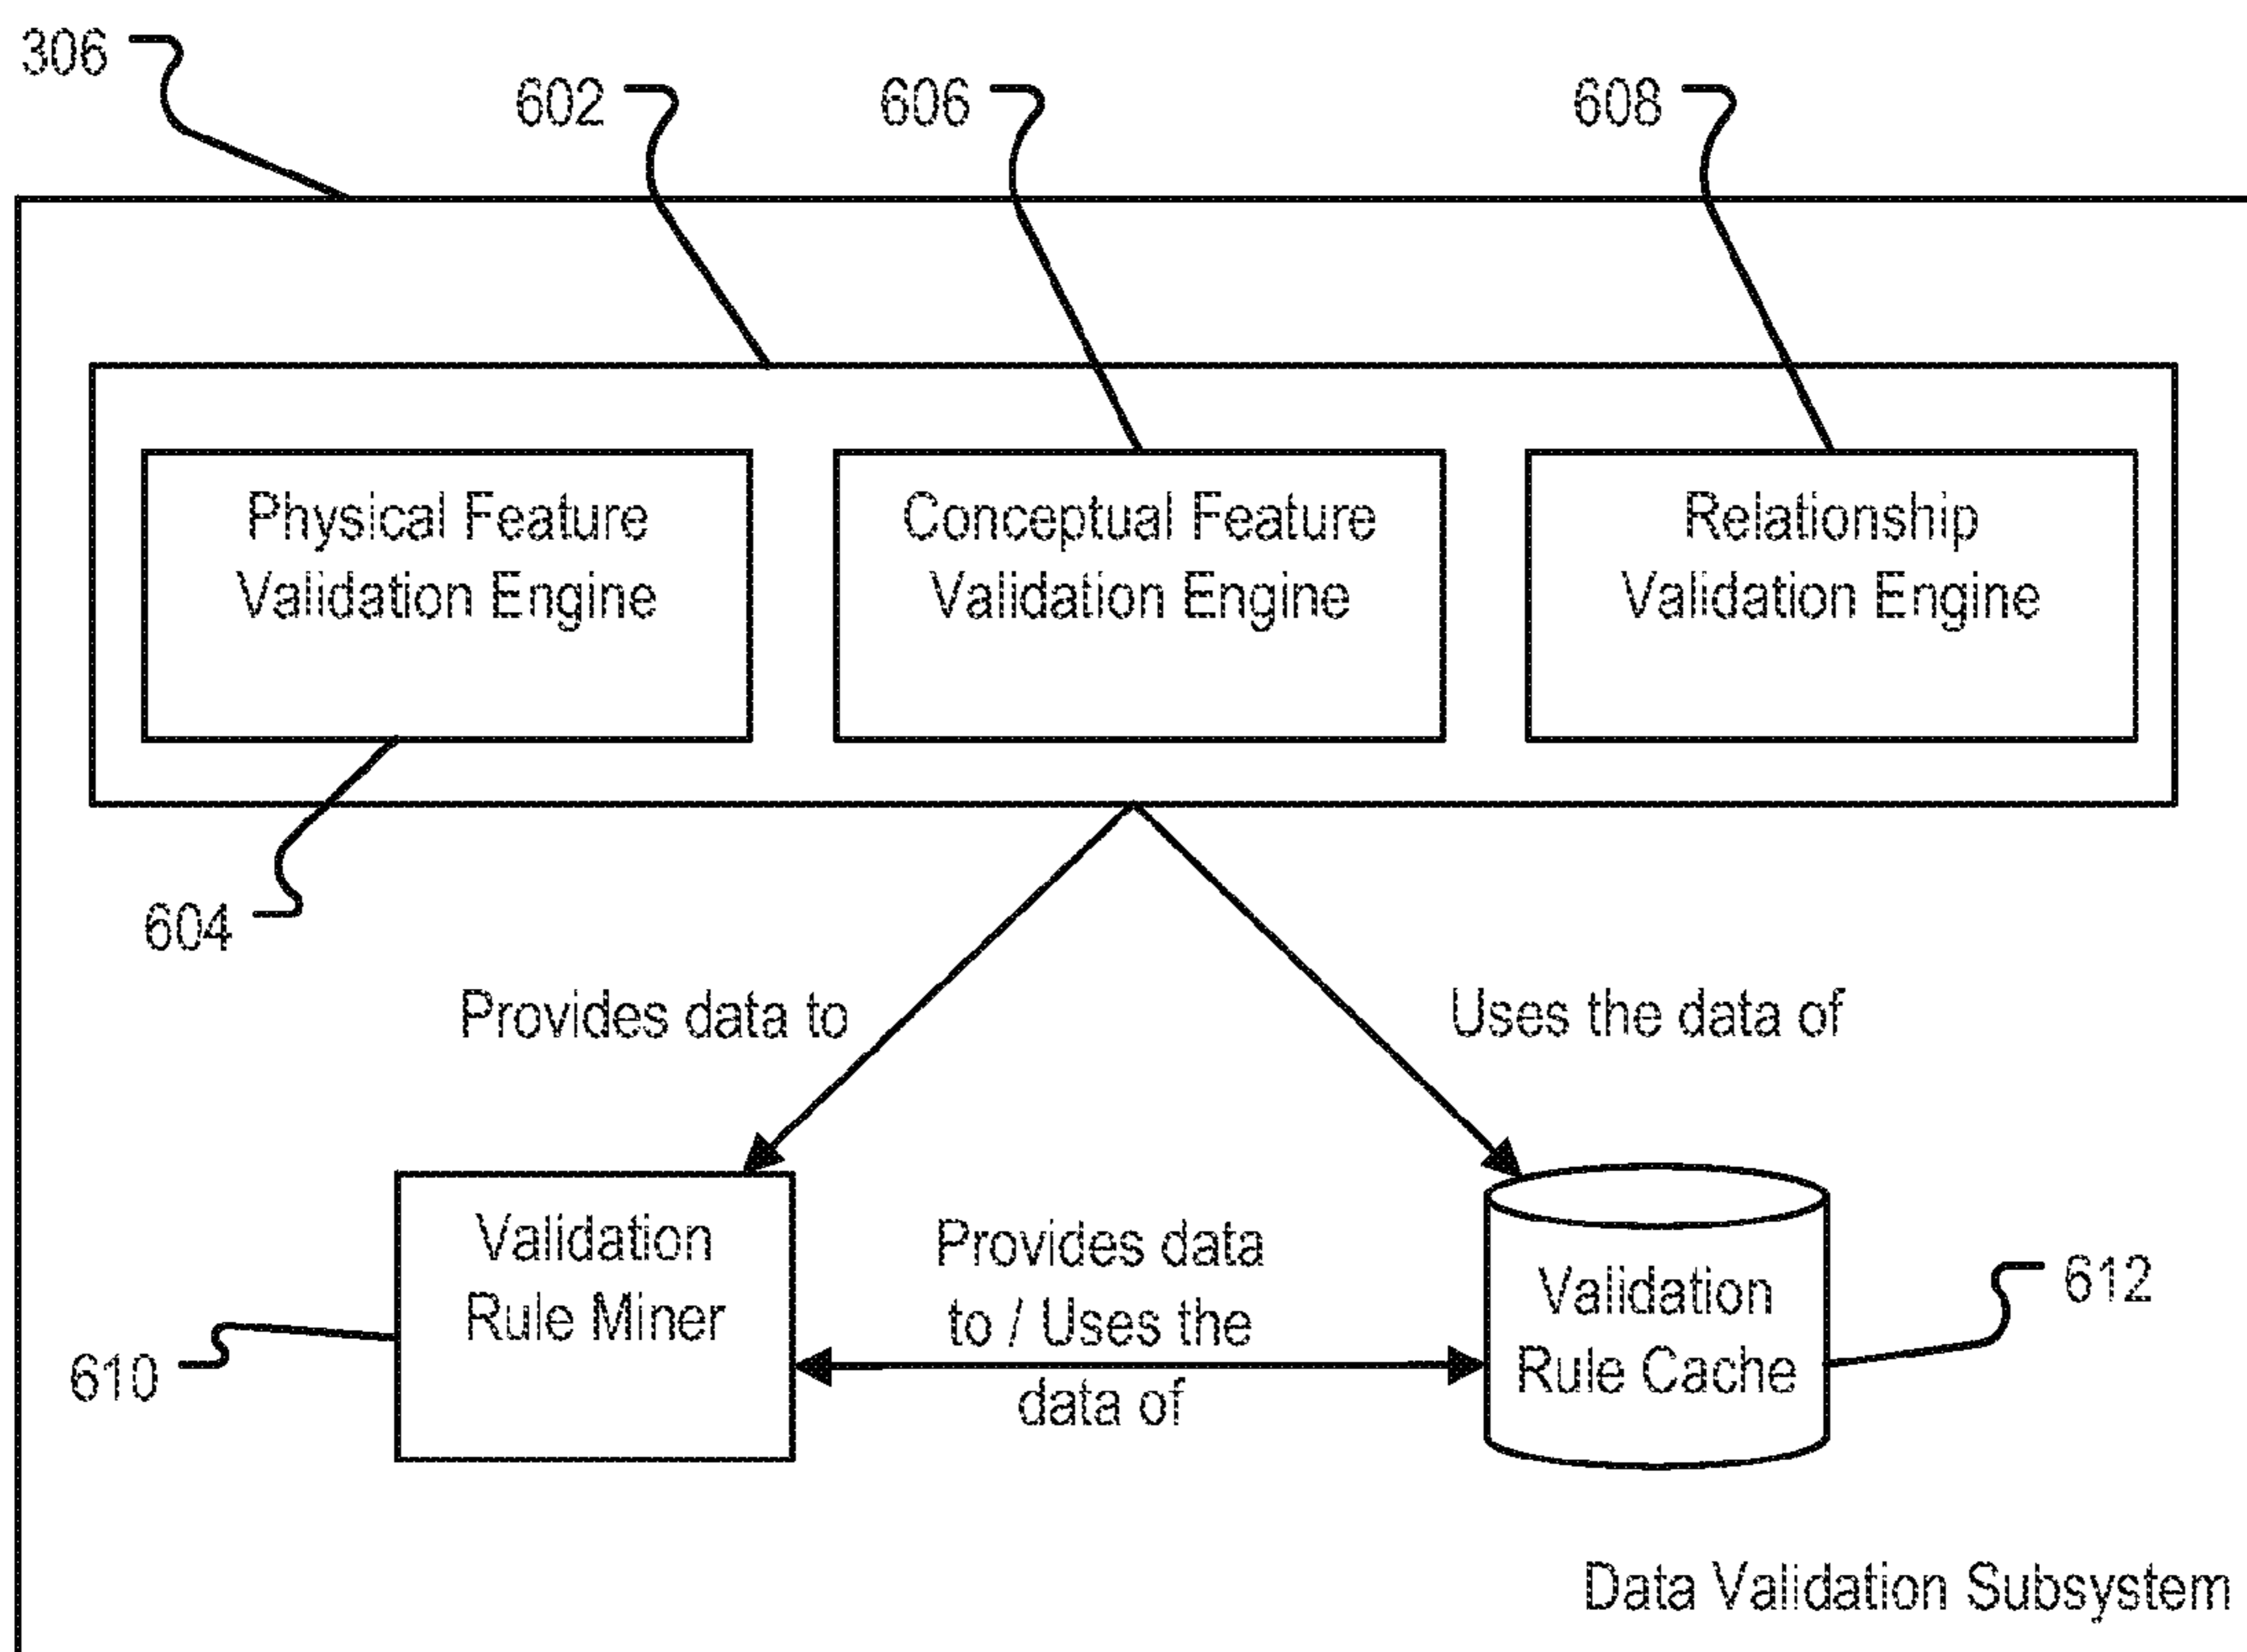 306
602
606
608
Physical Feature
Validation Engine
Conceptual Feature
Validation Engine
Relationship
Validation Engine
604
Provides data to
Uses the data of
Validation
Rule Miner
Provides data
to / Uses the
data of
Validation
Rule Cache
610
612
Data Validation Subsystem